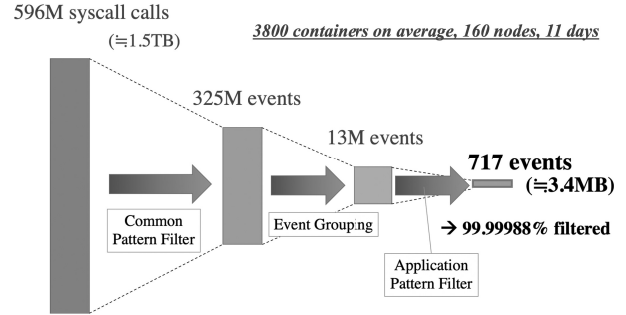 596M syscall calls
(≒1.5TB)
3800 containers on average, 160 nodes, 11 days
325M events
13M events
717 events
(≒3.4MB)
Common
Pattern Filter
Event Grouping
→ 99.99988% filtered
Application
Pattern Filter